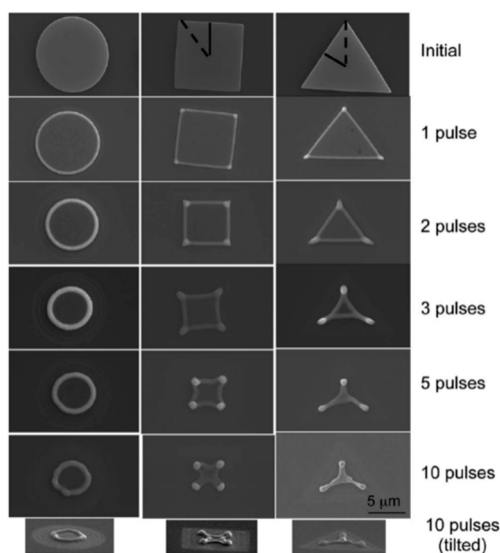 Initial
1 pulse
2 pulses
3 pulses
5 pulses
10 pulses
5 μm
10 pulses
(tilted)